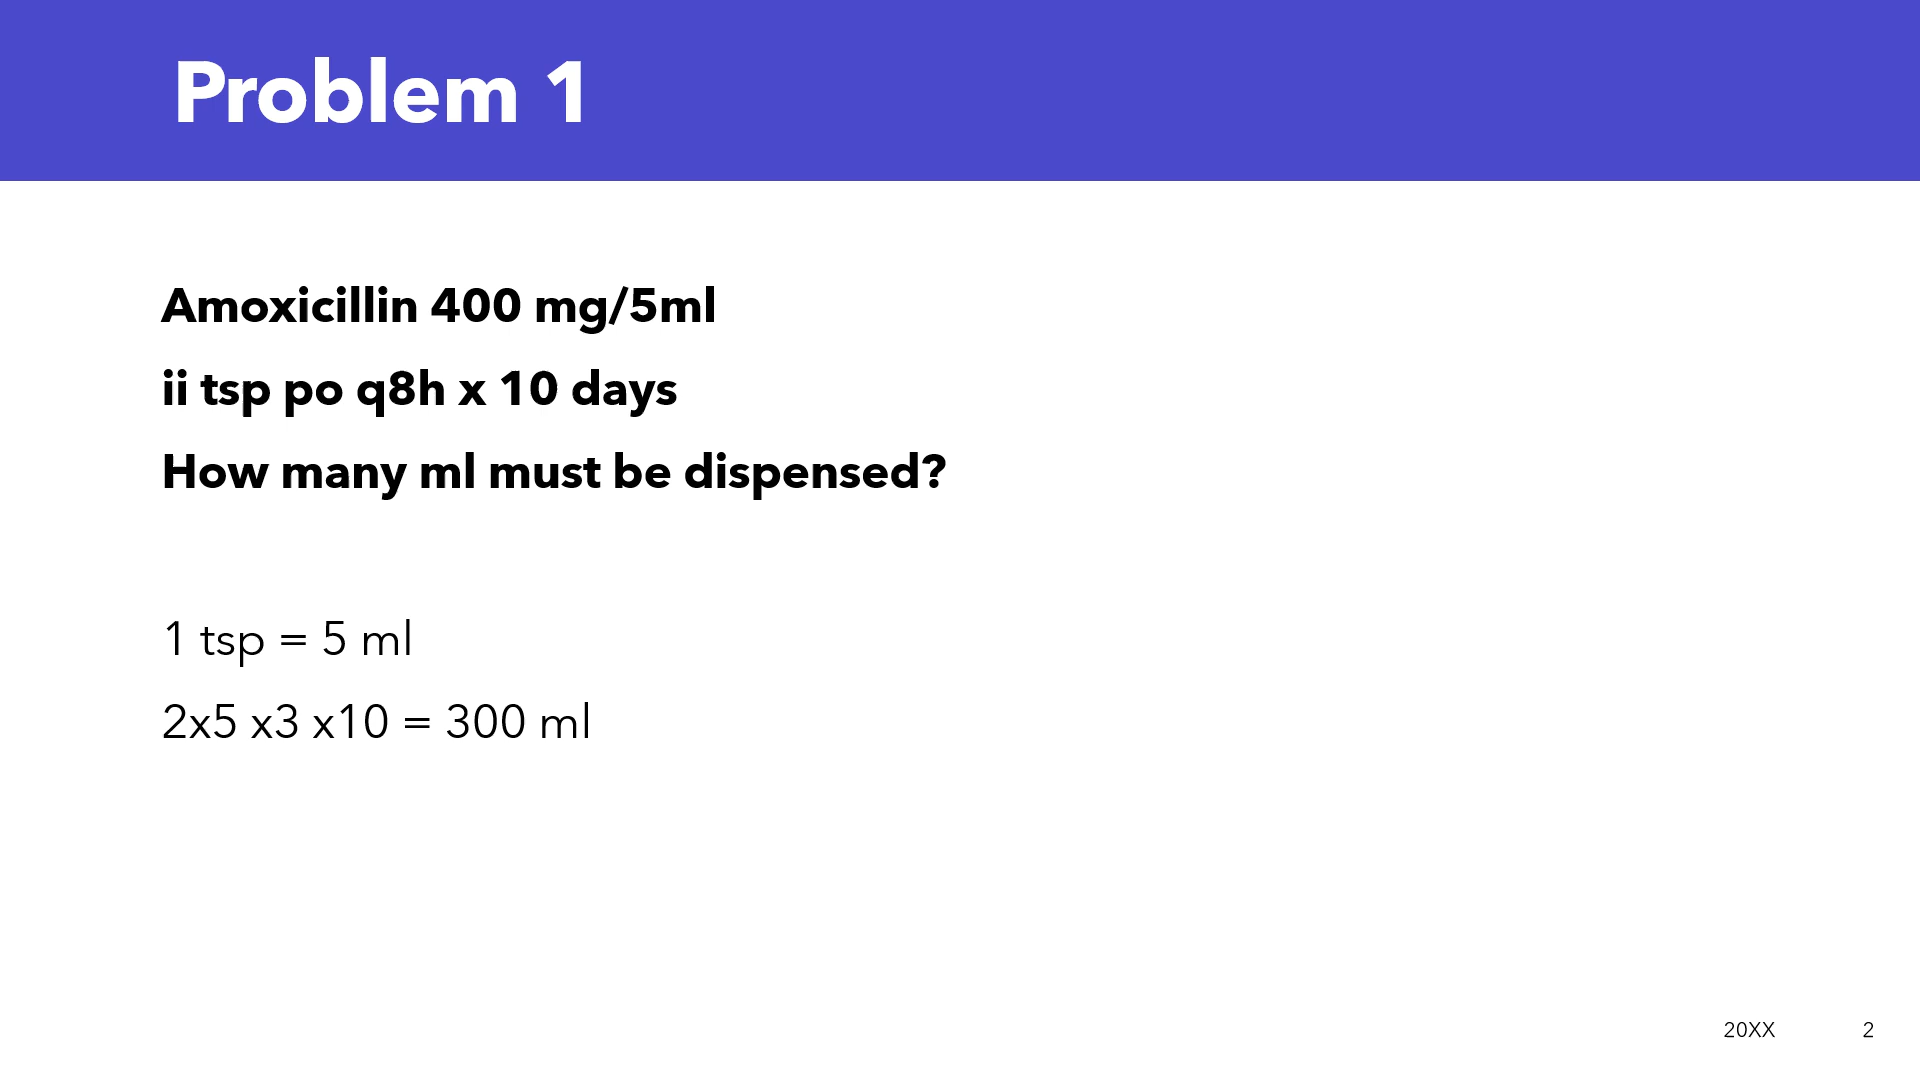 Problem 1
Amoxicillin 400 mg/5ml
ii tsp po q8h x 10 days
How many ml must be dispensed?
1 tsp = 5 ml
2x5 x3 x10 = 300 ml
20XX 2